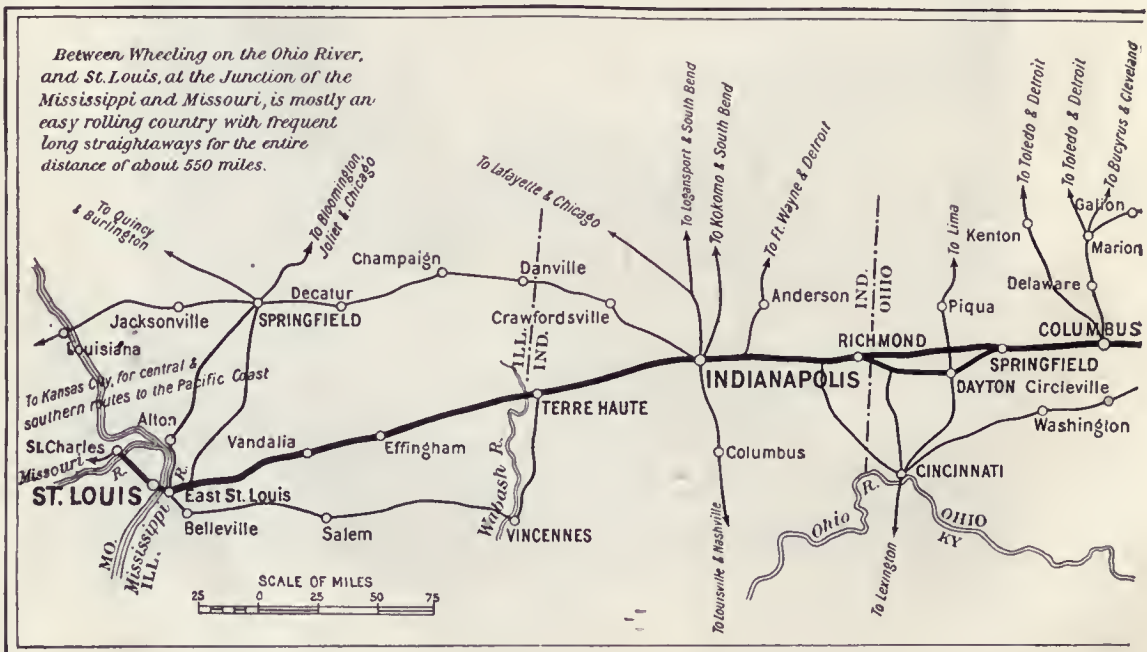 Between Wheeling on the Ohio River,
and St. Louis, at the Junction of the
Mississippi and Missouri, is mostly an
easy rolling country with frequent
long straightaways for the entire
distance of about 550 miles.
To Quincy
& Burlington
To Bloomington,
Joliet & Chicago
To Lafayette & Chicago
To Logansport & South Bend
To Kokomo & South Bend
To Ft. Wayne & Detroit
To Lima
To Toledo & Detroit
To Toledo & Detroit
To Bucyrus & Cleveland
Galion
Kenton
Marion
Champaign
Danville
Delaware
Decatur
Anderson
Piqua
Jacksonville
SPRINGFIELD
Crawfordsville
IND.
OHIO
COLUMBUS
Louisiana
ILL.
IND.
RICHMOND
SPRINGFIELD
INDIANAPOLIS
DAYTON
Circleville
To Kansas City, for central &
southern routes to the Pacific Coast
TERRE HAUTE
Alton
Vandalia
Effingham
Washington
St. Charles
Missouri
R.
R.
Columbus
CINCINNATI
ST. LOUIS
East St. Louis
Wabash R.
Belleville
Salem
VINCENNES
Ohio
R.
OHIO
KY
MO.
Mississippi
ILL.
To Louisville & Nashville
To Lexington
SCALE OF MILES
25 0 25 50 75